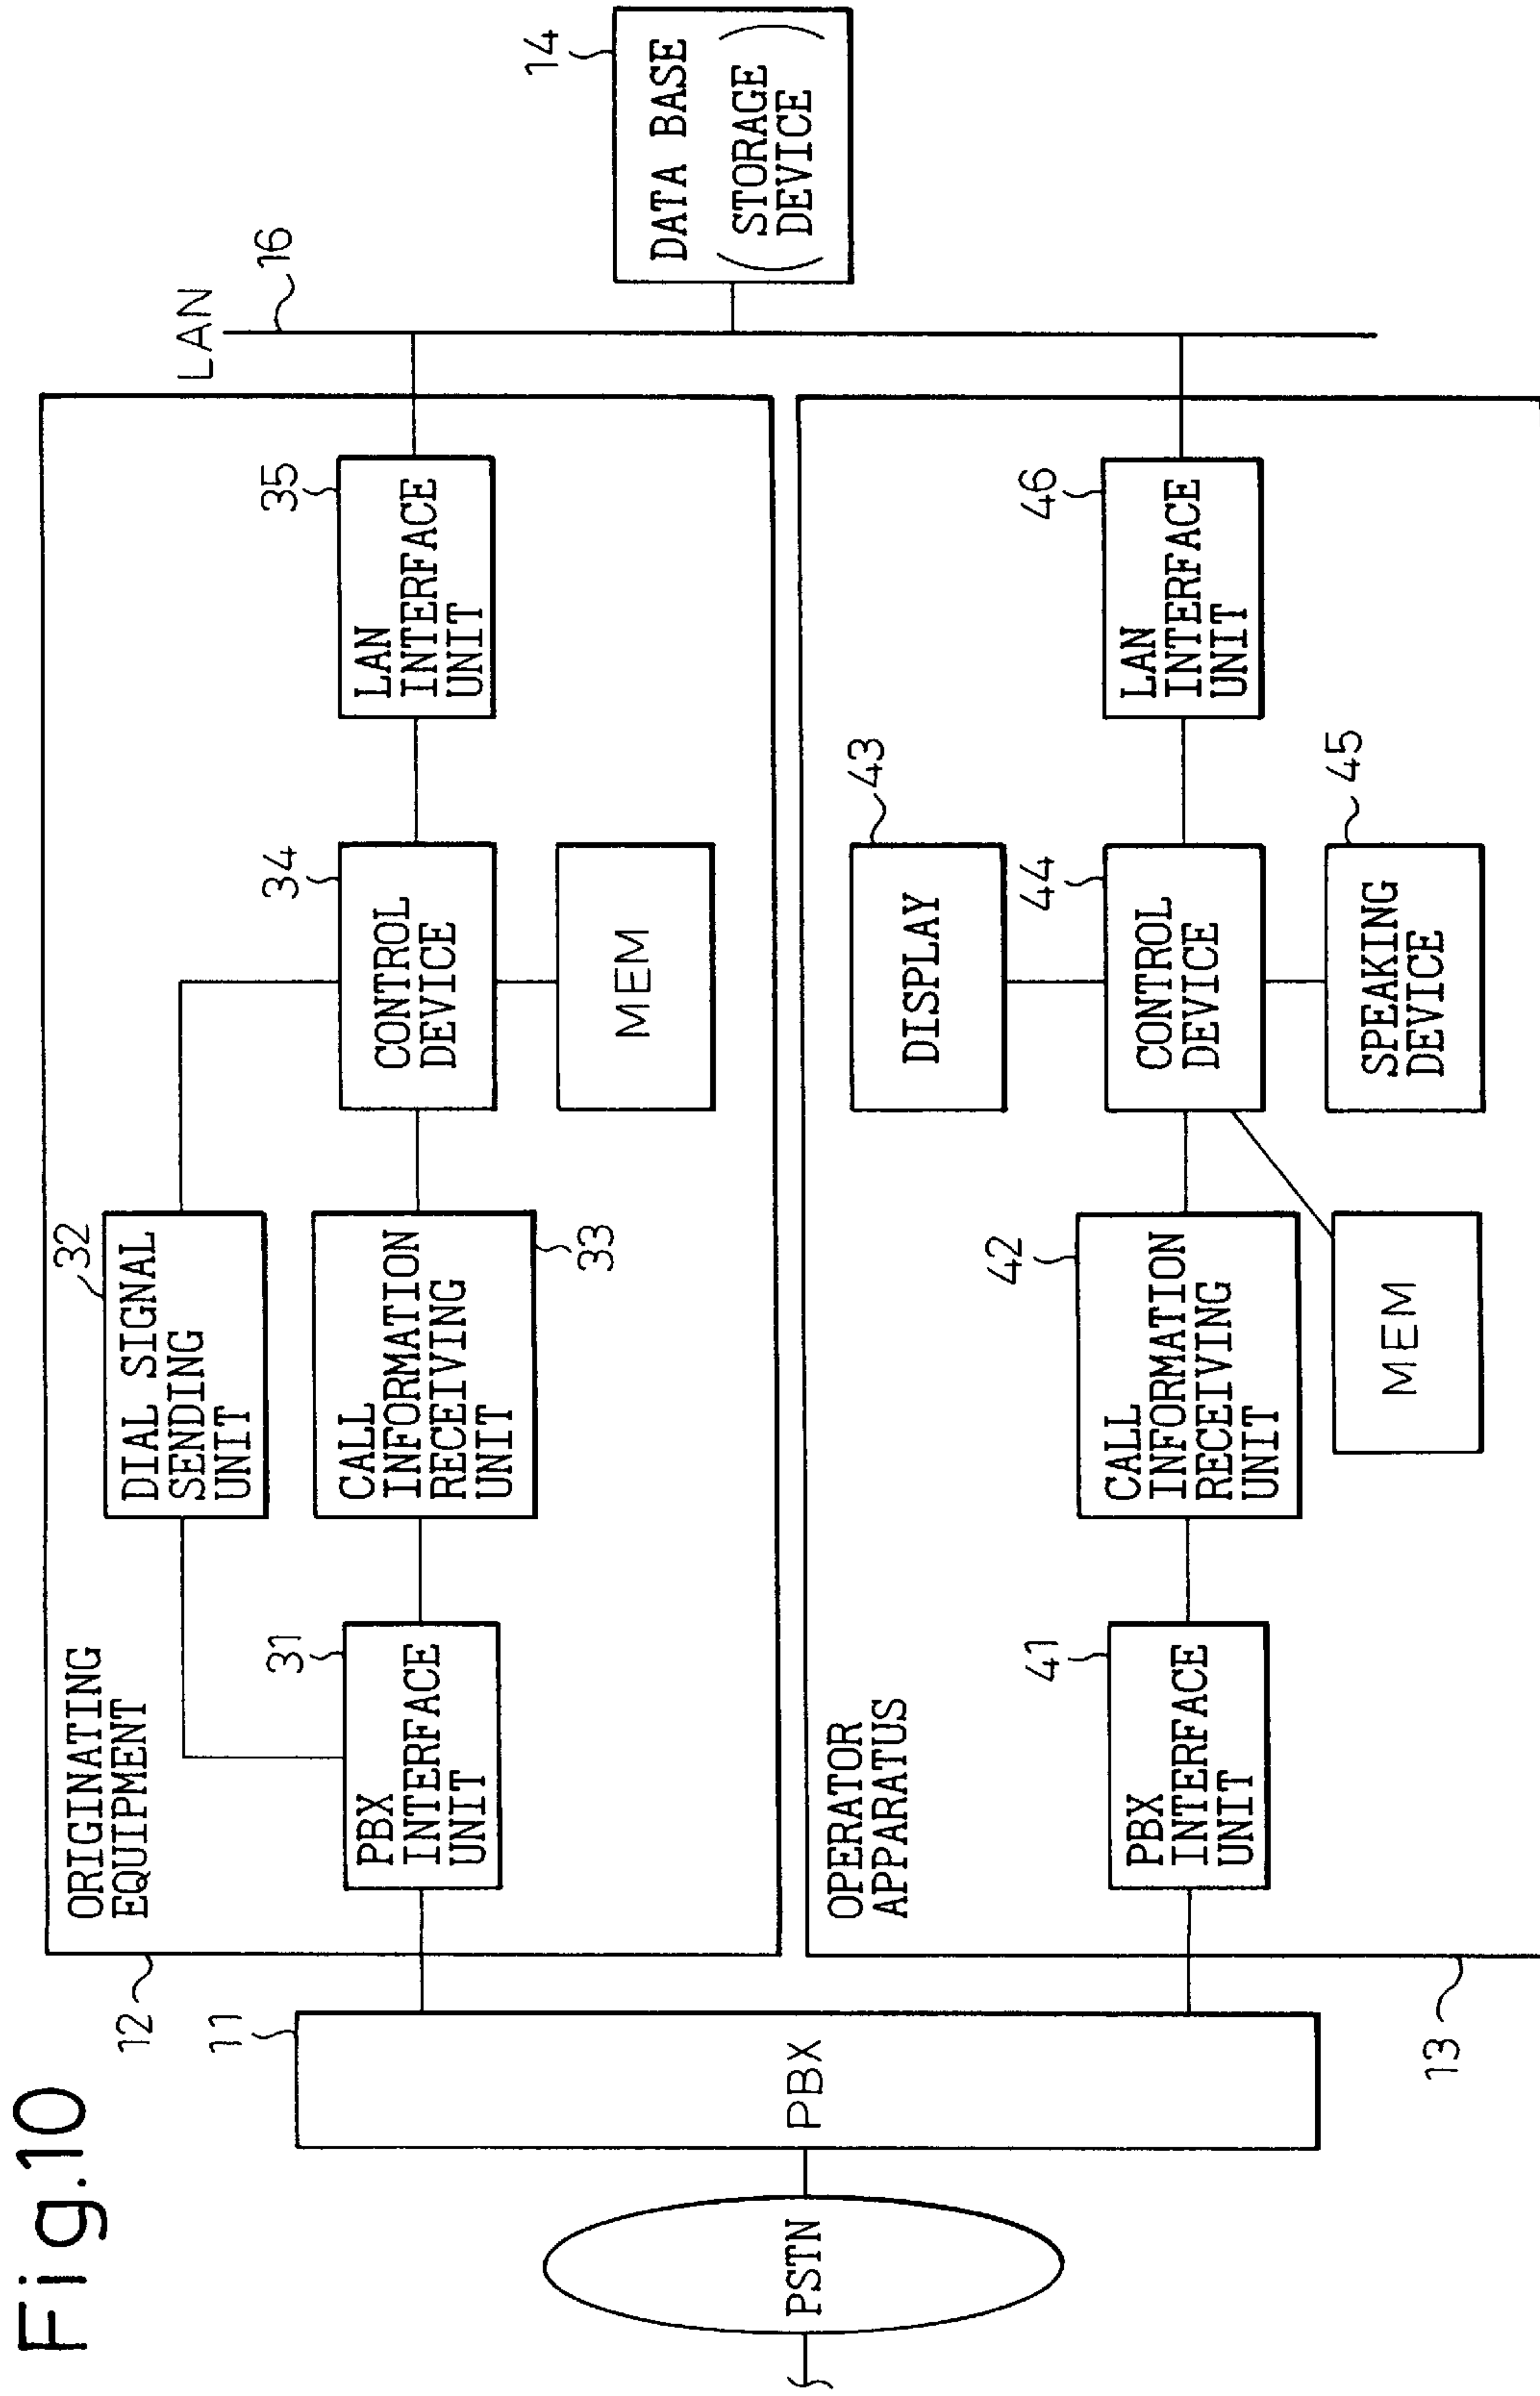 Fig.10
LAN
16
14
DATA BASE
(STORAGE
DEVICE)
ORIGINATING
EQUIPMENT
12
32
DIAL SIGNAL
SENDING
UNIT
31
PBX
INTERFACE
UNIT
CALL
INFORMATION
RECEIVING
UNIT
33
34
CONTROL
DEVICE
35
LAN
INTERFACE
UNIT
MEM
11
PBX
PSTN
OPERATOR
APPARATUS
13
43
DISPLAY
41
PBX
INTERFACE
UNIT
42
CALL
INFORMATION
RECEIVING
UNIT
44
CONTROL
DEVICE
46
LAN
INTERFACE
UNIT
MEM
45
SPEAKING
DEVICE